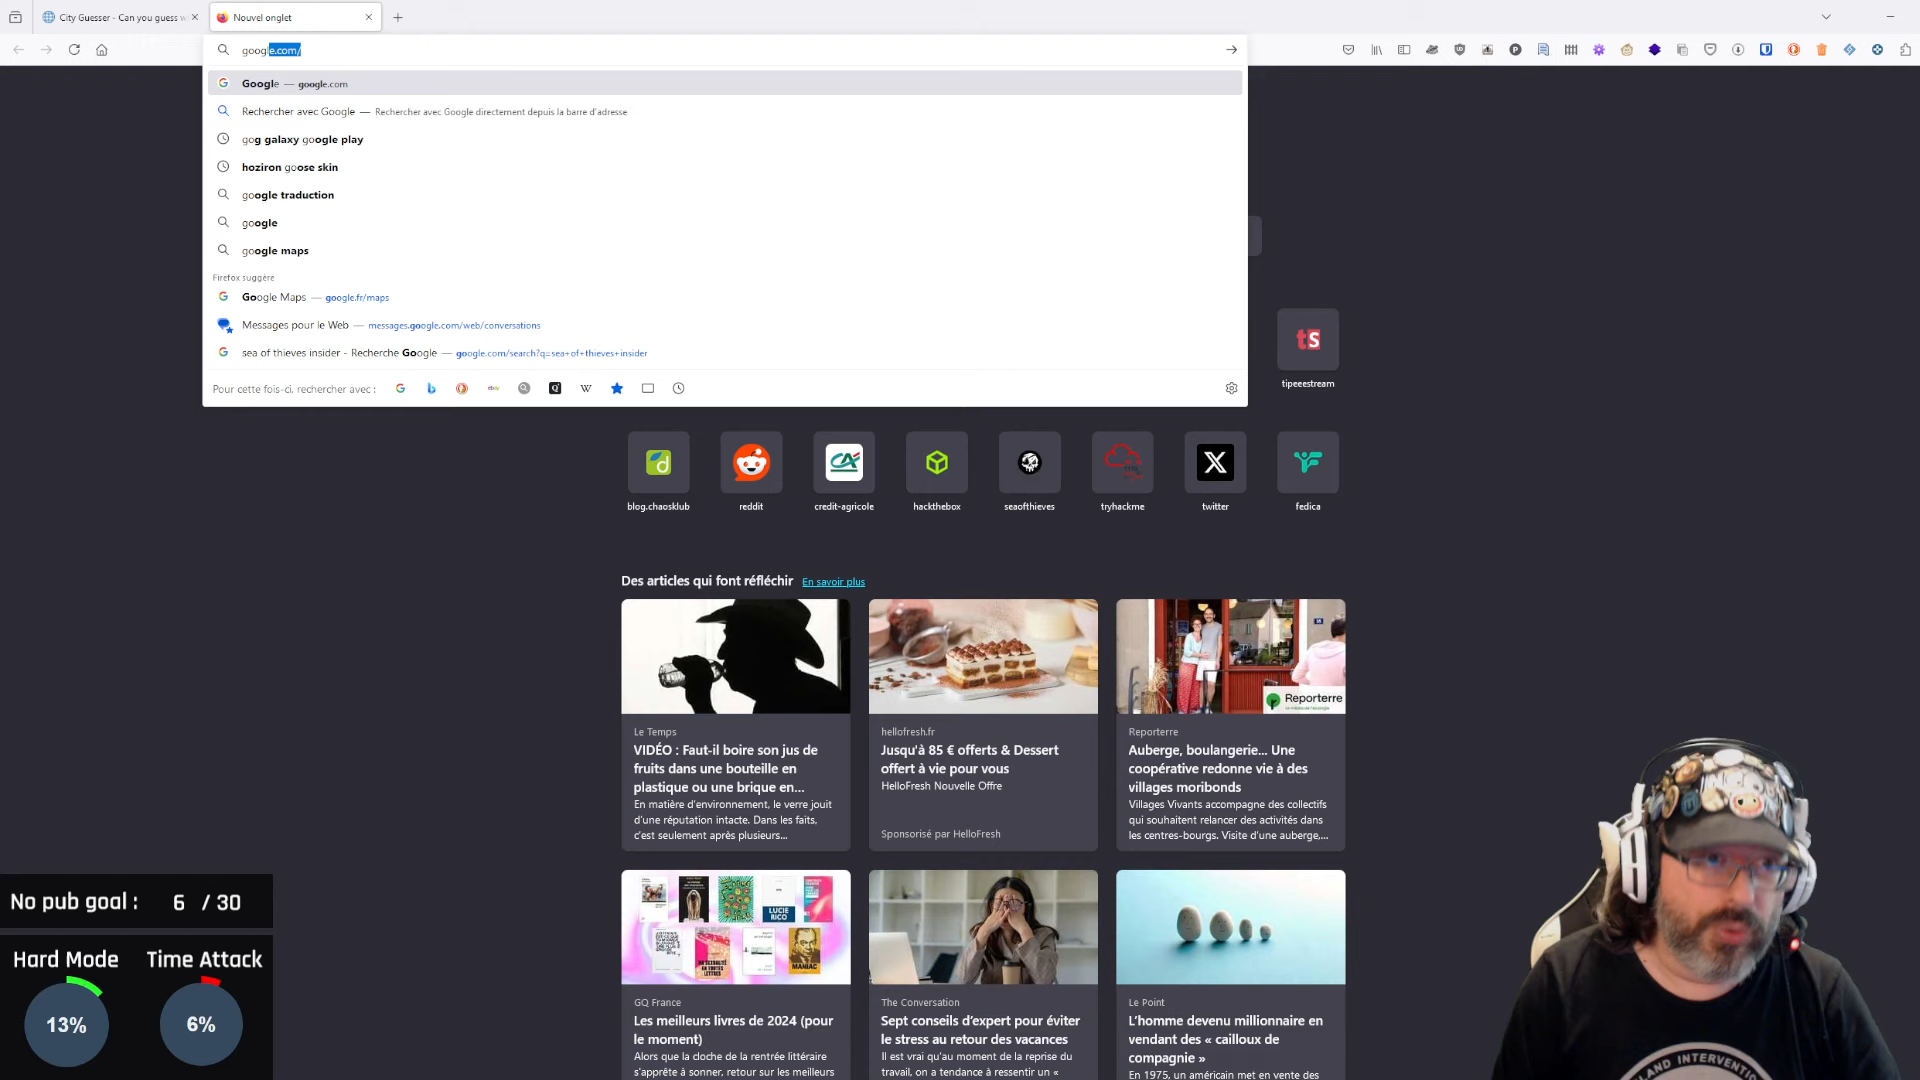 City Guesser - Can you guess w
Nouvel onglet
google.com/
Google — google.com
Rechercher avec Google — Rechercher avec Google directement depuis la barre d'adresse
gog galaxy google play
hoziron goose skin
google traduction
google
google maps
Firefox suggère
Google Maps — google.fr/maps
Messages pour le Web — messages.google.com/web/conversations
sea of thieves insider - Recherche Google — google.com/search?q=sea+of+thieves+insider
Pour cette fois-ci, rechercher avec :
tS
tipeeestream
blog.chaosklub
reddit
credit-agricole
hackthebox
seaofthieves
tryhackme
twitter
fedica
Des articles qui font réfléchir En savoir plus
Reporterre
Le Temps
VIDÉO : Faut-il boire son jus de
fruits dans une bouteille en
plastique ou une brique en...
En matière d'environnement, le verre jouit
d'une réputation intacte. Dans les faits,
c'est seulement après plusieurs...
hellofresh.fr
Jusqu'à 85 € offerts & Dessert
offert à vie pour vous
HelloFresh Nouvelle Offre
Sponsorisé par HelloFresh
Reporterre
Auberge, boulangerie... Une
coopérative redonne vie à des
villages moribonds
Villages Vivants accompagne des collectifs
qui souhaitent relancer des activités dans
les centres-bourgs. Visite d'une auberge,...
LUCIE
RICO
MANIAC
GQ France
Les meilleurs livres de 2024 (pour
le moment)
Alors que la cloche de la rentrée littéraire
s'apprête à sonner, retour sur les meilleurs
The Conversation
Sept conseils d'expert pour éviter
le stress au retour des vacances
Il est vrai qu'au moment de la reprise du
travail, on a tendance à ressentir un «
Le Point
L'homme devenu millionnaire en
vendant des « cailloux de
compagnie »
En 1975, un américain met en vente des
No pub goal : 6 / 30
Hard Mode Time Attack
13% 6%